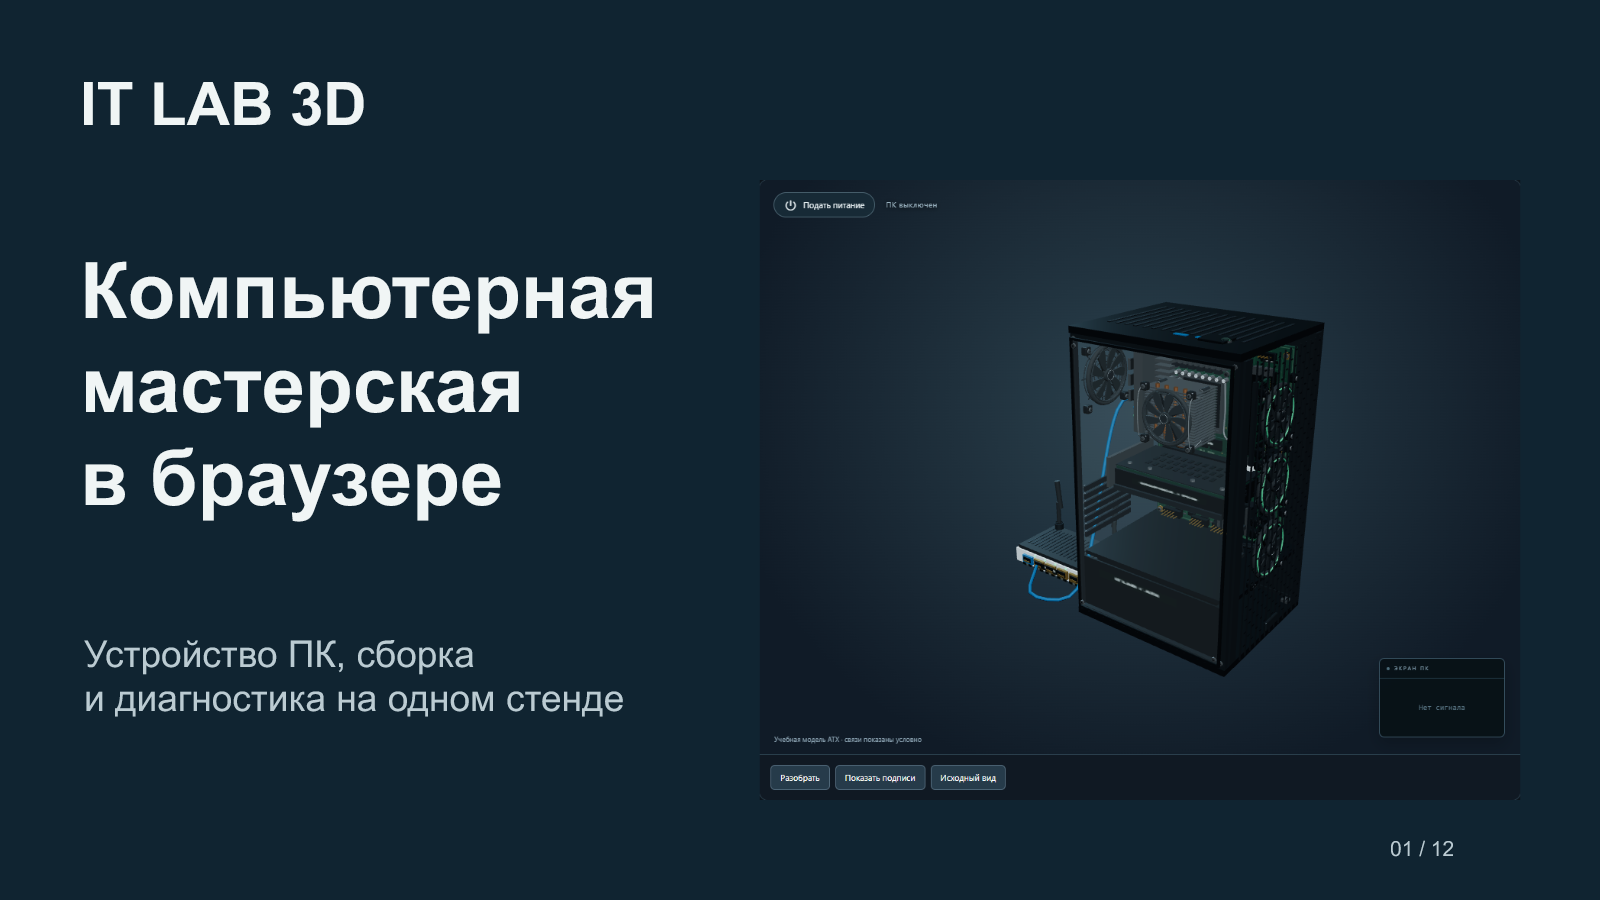 IT LAB 3D
Компьютерная
мастерская
в браузере
Устройство ПК, сборка
и диагностика на одном стенде
Подать питание
ПК выключен
ЭКРАН ПК
Нет сигнала
Учебная модель ATX · связи показаны условно
Разобрать
Показать подписи
Исходный вид
01 / 12